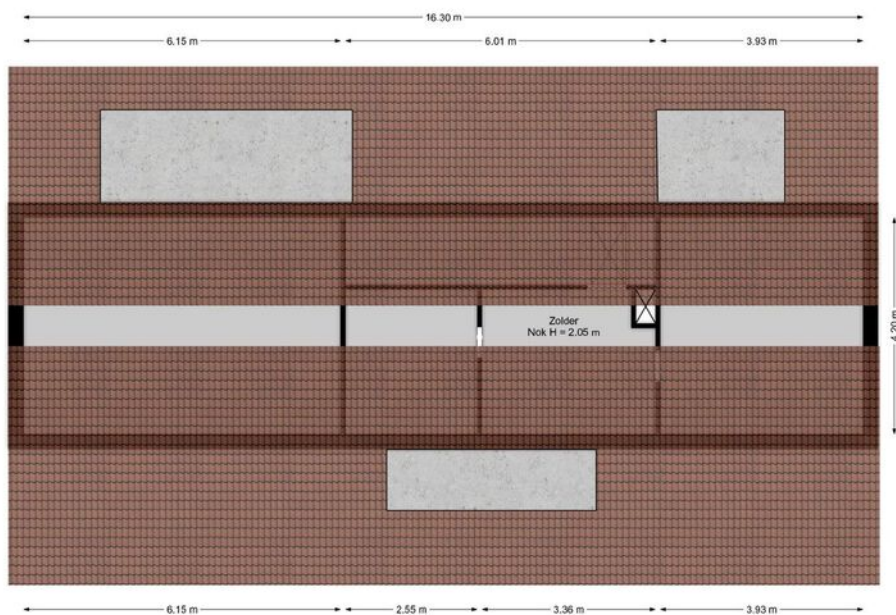 16.30 m
6.15 m
6.01 m
3.93 m
Zolder
Nok H = 2.05 m
4.20 m
6.15 m
2.55 m
3.36 m
3.93 m